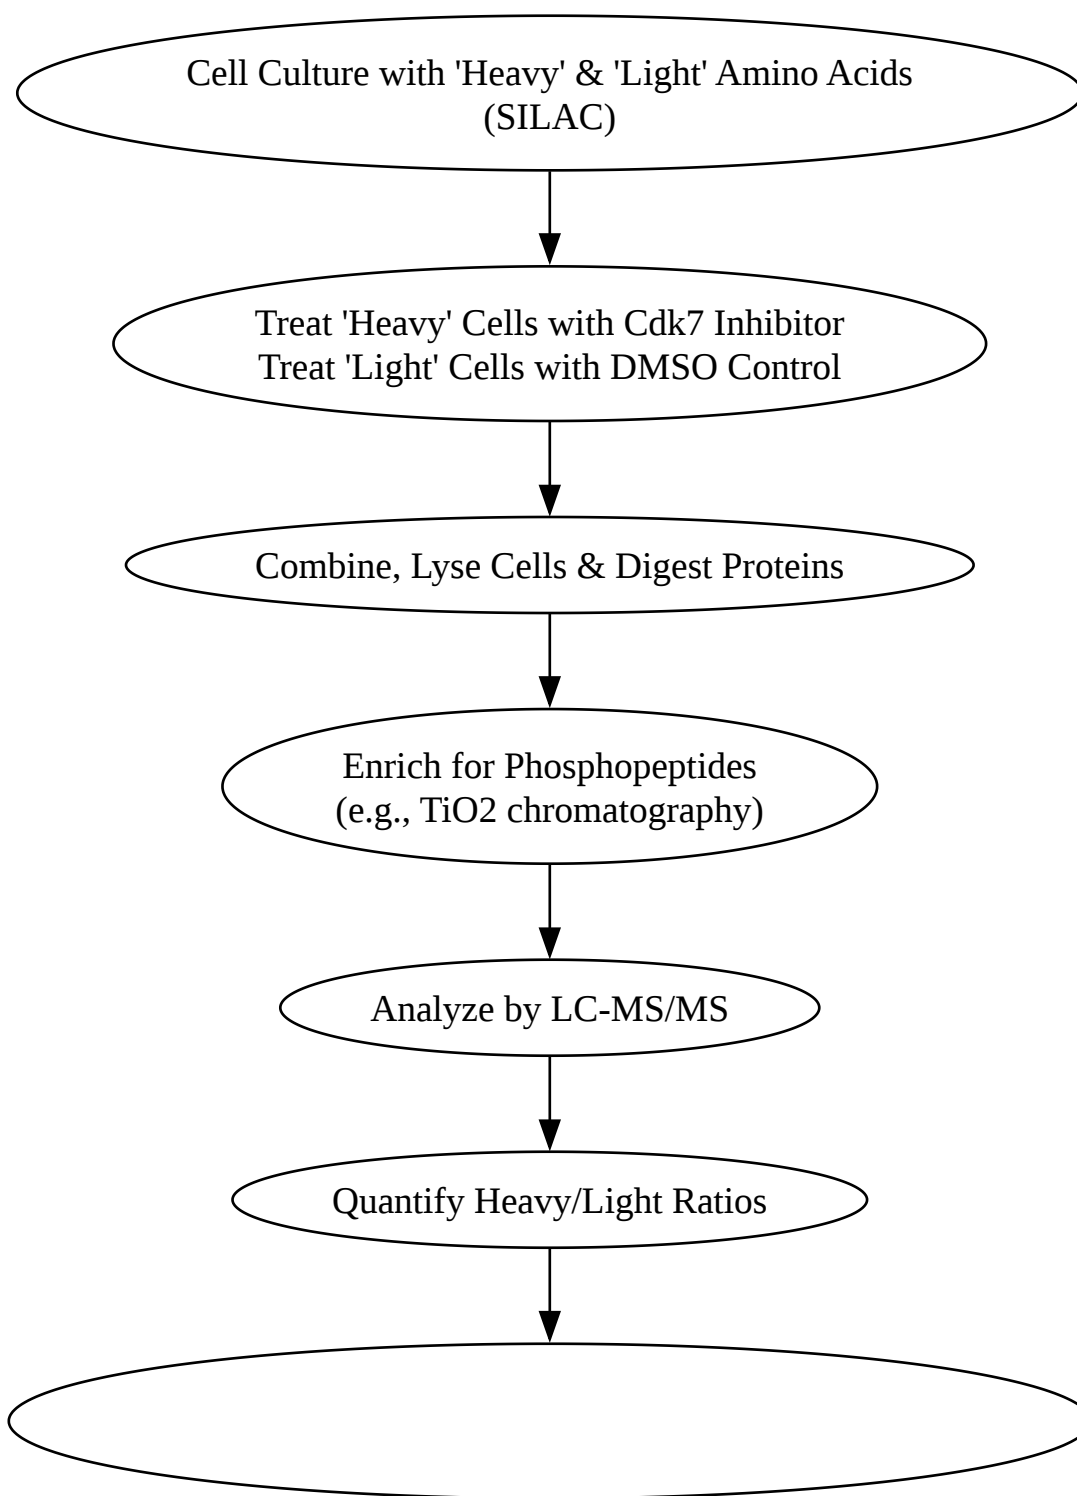 Cell Culture with 'Heavy' & 'Light' Amino Acids
(SILAC)
Treat 'Heavy' Cells with Cdk7 Inhibitor
Treat 'Light' Cells with DMSO Control
Combine, Lyse Cells & Digest Proteins
Enrich for Phosphopeptides
(e.g., TiO2 chromatography)
Analyze by LC-MS/MS
Quantify Heavy/Light Ratios